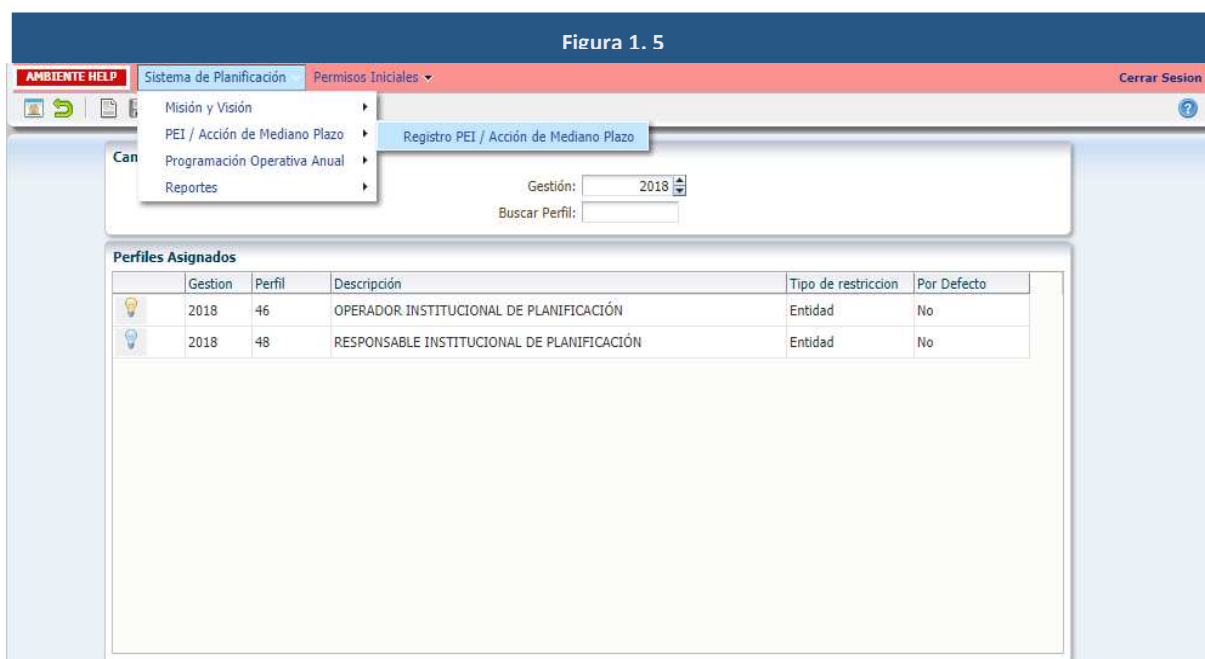 Figura 1. 5
AMBIENTE HELP Sistema de Planificación Permisos Iniciales Cerrar Sesion
Misión y Visión
PEI / Acción de Mediano Plazo Registro PEI / Acción de Mediano Plazo
Programación Operativa Anual
Reportes
Can
Gestión: 2018
Buscar Perfil:
Perfiles Asignados
Gestion Perfil Descripción Tipo de restriccion Por Defecto
2018 46 OPERADOR INSTITUCIONAL DE PLANIFICACIÓN Entidad No
2018 48 RESPONSABLE INSTITUCIONAL DE PLANIFICACIÓN Entidad No